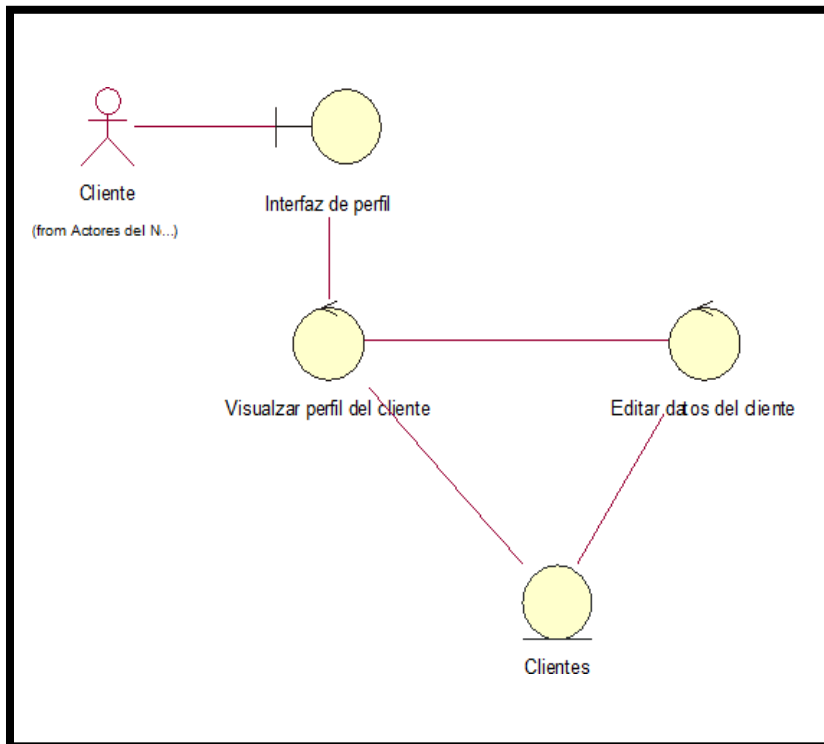 Cliente
(from Actores del N...)
Interfaz de perfil
Visualzar perfil del cliente
Editar datos del cliente
Clientes